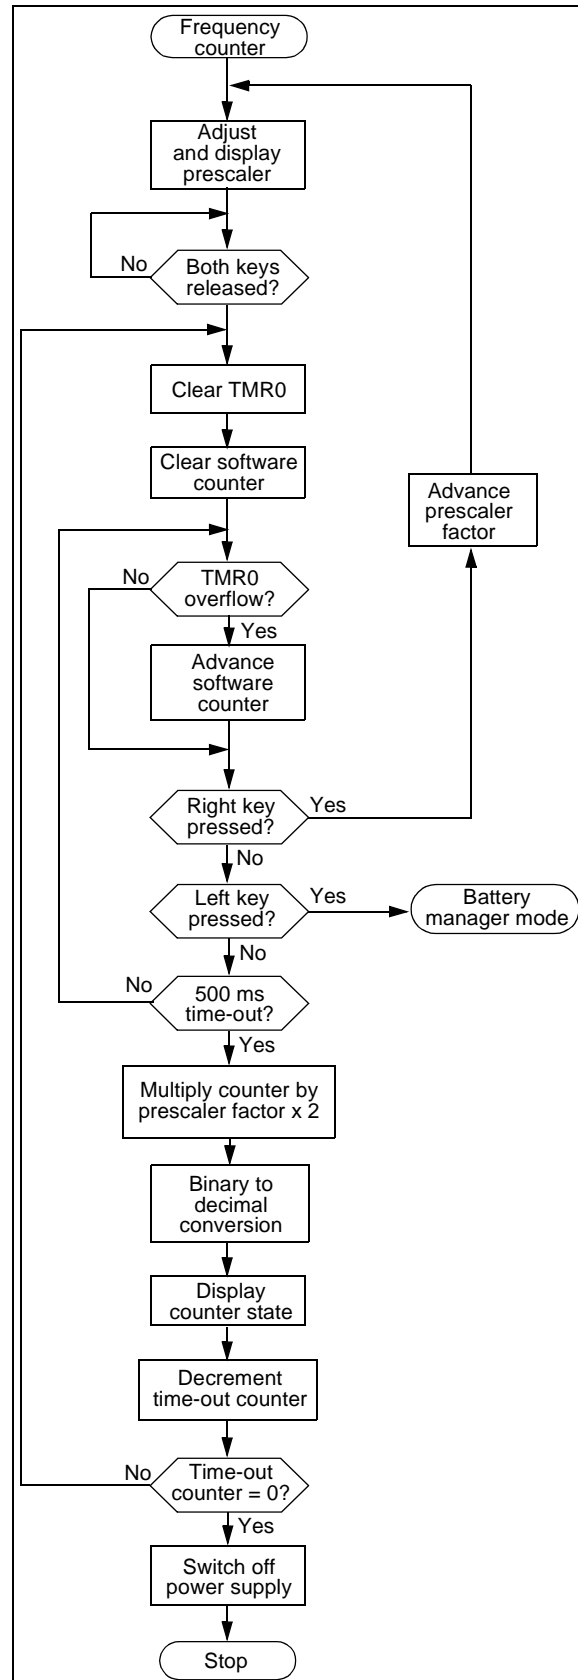 Frequency
counter
Adjust
and display
prescaler
No
Both keys
released?
Clear TMR0
Clear software
counter
Advance
prescaler
factor
No
TMR0
overflow?
Yes
Advance
software
counter
Right key
pressed?
Yes
No
Left key
pressed?
Yes
Battery
manager mode
No
No
500 ms
time-out?
Yes
Multiply counter by
prescaler factor x 2
Binary to
decimal
conversion
Display
counter state
Decrement
time-out counter
No
Time-out
counter = 0?
Yes
Switch off
power supply
Stop